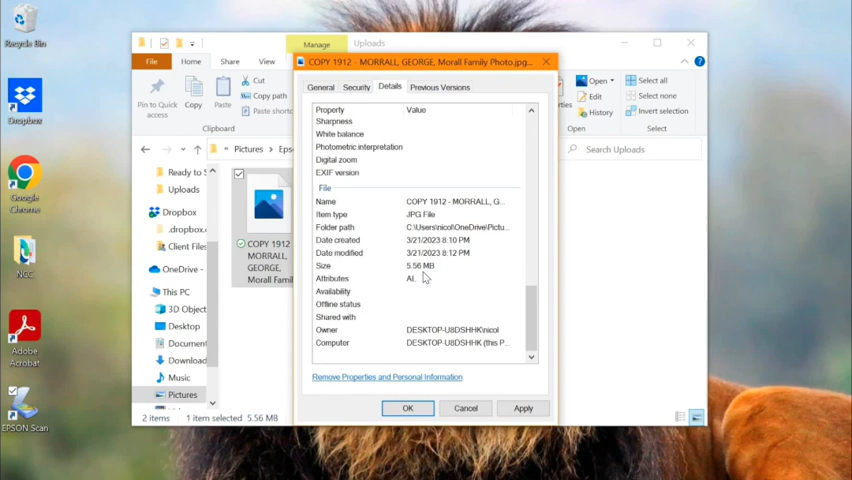 Recycle Bin
Dropbox
Google
Chrome
NGC
Adobe
Acrobat
EPSON Scan
Manage
Uploads
File
Home
Share
View
Pin to Quick
access
Copy
Paste
Cut
Copy path
Paste shortc
Clipboard
Open
Edit
History
Open
Select all
Select none
Invert selection
Select
Pictures
Eps
Search Uploads
Ready to S
Uploads
Dropbox
.dropbox.c
Client Files
OneDrive -
This PC
3D Object
Desktop
Document
Download
Music
Pictures
COPY 1912 -
MORRALL,
GEORGE,
Morall Famil
2 items
1 item selected 5.56 MB
COPY 1912 - MORRALL, GEORGE, Morall Family Photo.jpg...
General
Security
Details
Previous Versions
Property
Value
Sharpness
White balance
Photometric interpretation
Digital zoom
EXIF version
File
Name COPY 1912 - MORRALL, G...
Item type JPG File
Folder path C:\Users\nicol\OneDrive\Pictu...
Date created 3/21/2023 8:10 PM
Date modified 3/21/2023 8:12 PM
Size 5.56 MB
Attributes
Availability
Offline status
Shared with
Owner DESKTOP-U8DSHHK\nicol
Computer DESKTOP-U8DSHHK (this P...
Remove Properties and Personal Information
OK
Cancel
Apply